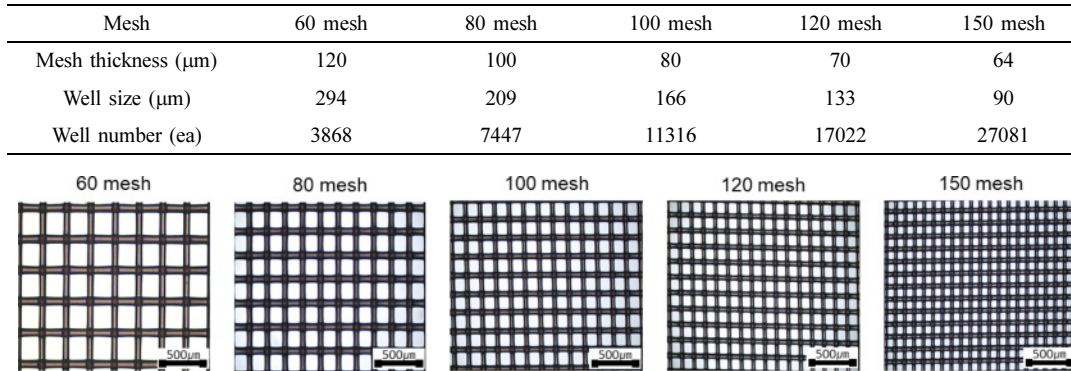 Mesh 60 mesh 80 mesh 100 mesh 120 mesh 150 mesh
Mesh thickness (μm) 120 100 80 70 64
Well size (μm) 294 209 166 133 90
Well number (ea) 3868 7447 11316 17022 27081
60 mesh 80 mesh 100 mesh 120 mesh 150 mesh
500μm 500μm 500μm 500μm 500μm